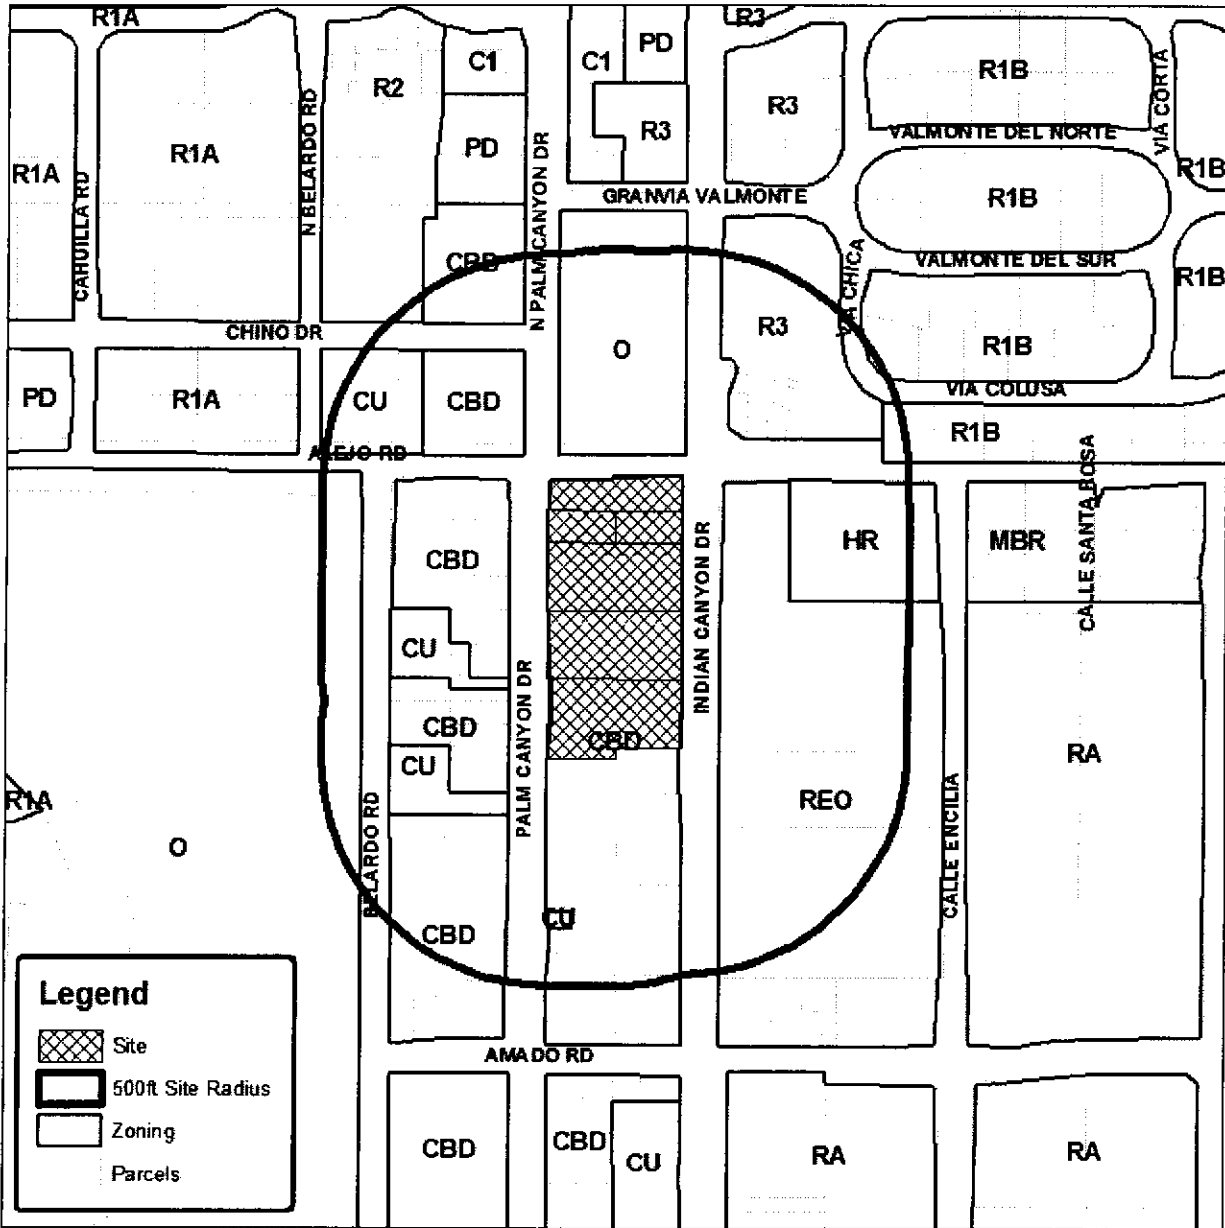 R1A
R3
C1
PD
C1
R2
R1B
VIA CORTA
R3
R3
VALMONTE DEL NORTE
PD
R1A
R1A
N BELARDO RD
R1B
CAHUILLA RD
N PALM CANYON DR
GRANVIA VALMONTE
R1B
CBD
VALMONTE DEL SUR
R1B
VIA CHICA
CHINO DR
R3
O
R1B
PD
R1A
CU
CBD
VIA COLUSA
R1B
ALEJO RD
CALLE SANTA ROSA
HR
MBR
CBD
INDIAN CANYON DR
CU
CBD
PALM CANYON DR
CBD
CU
RA
R1A
REO
O
BELARDO RD
CALLE ENCILIA
CU
CBD
Legend
Site
500ft Site Radius
Zoning
Parcels
AMADO RD
CBD
CBD
CU
RA
RA